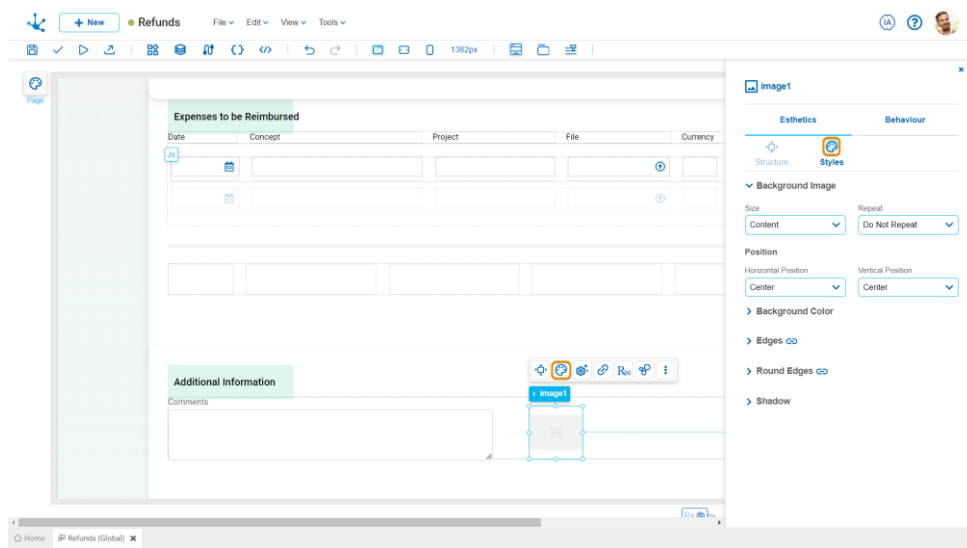 + New
Refunds
File
Edit
View
Tools
IA
?
1382px
Page
image1
Esthetics
Behaviour
Structure
Styles
Background Image
Size
Repeat
Content
Do Not Repeat
Position
Horizontal Position
Vertical Position
Center
Center
Background Color
Edges
Round Edges
Shadow
Expenses to be Reimbursed
Date
Concept
Project
File
Currency
Js
Additional Information
Comments
< image1
Home
Refunds (Global)